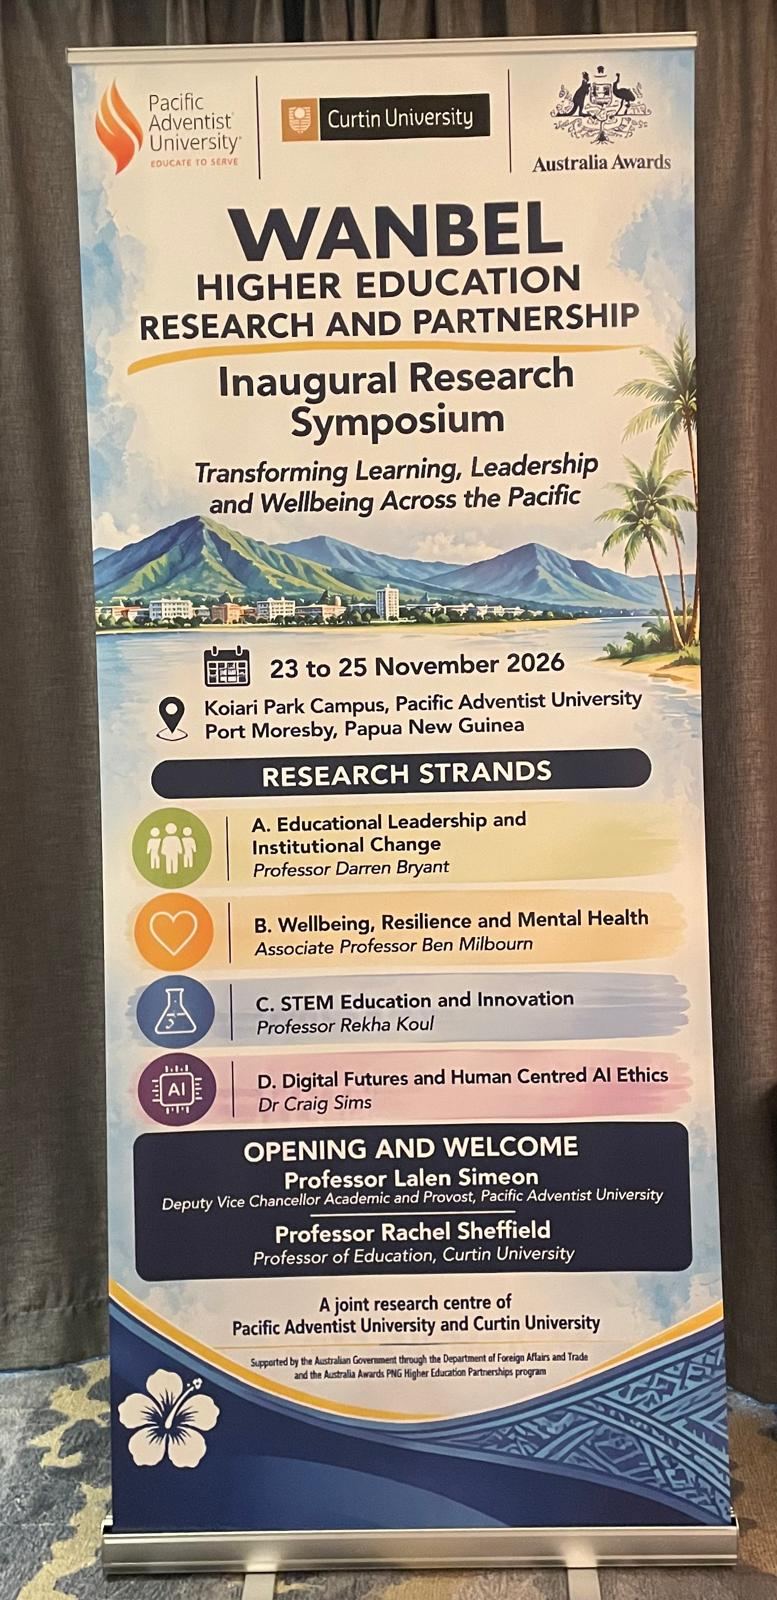 Pacific
Adventist
University
EDUCATE TO SERVE
Curtin University
Australia Awards
WANBEL
HIGHER EDUCATION
RESEARCH AND PARTNERSHIP
Inaugural Research
Symposium
Transforming Learning, Leadership
and Wellbeing Across the Pacific
23 to 25 November 2026
Koiari Park Campus, Pacific Adventist University
Port Moresby, Papua New Guinea
RESEARCH STRANDS
A. Educational Leadership and
Institutional Change
Professor Darren Bryant
B. Wellbeing, Resilience and Mental Health
Associate Professor Ben Milbourn
C. STEM Education and Innovation
Professor Rekha Koul
AI
D. Digital Futures and Human Centred AI Ethics
Dr Craig Sims
OPENING AND WELCOME
Professor Lalen Simeon
Deputy Vice Chancellor Academic and Provost, Pacific Adventist University
Professor Rachel Sheffield
Professor of Education, Curtin University
A joint research centre of
Pacific Adventist University and Curtin University
Supported by the Australian Government through the Department of Foreign Affairs and Trade
and the Australia Awards PNG Higher Education Partnerships program